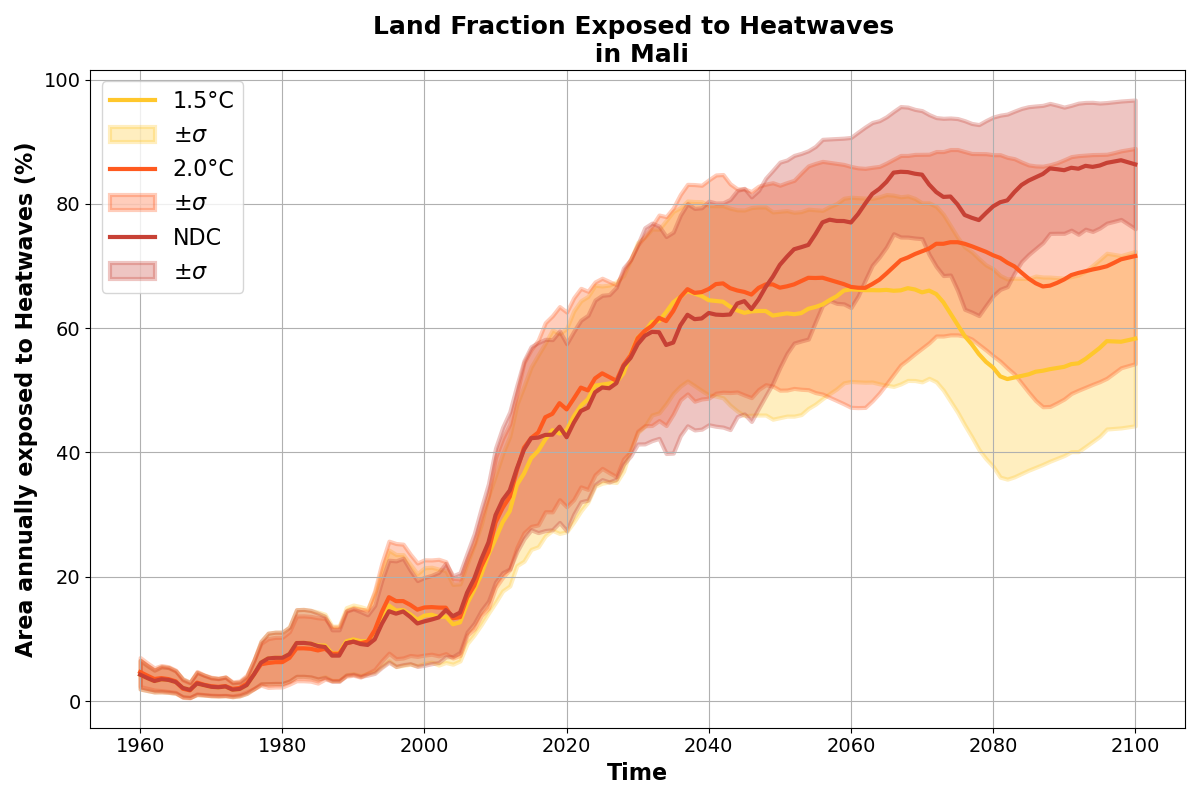 Land Fraction Exposed to Heatwaves
in Mali
Area annually exposed to Heatwaves (%)
100
80
60
40
20
0
1.5°C
±σ
2.0°C
±σ
NDC
±σ
1960 1980 2000 2020 2040 2060 2080 2100
Time